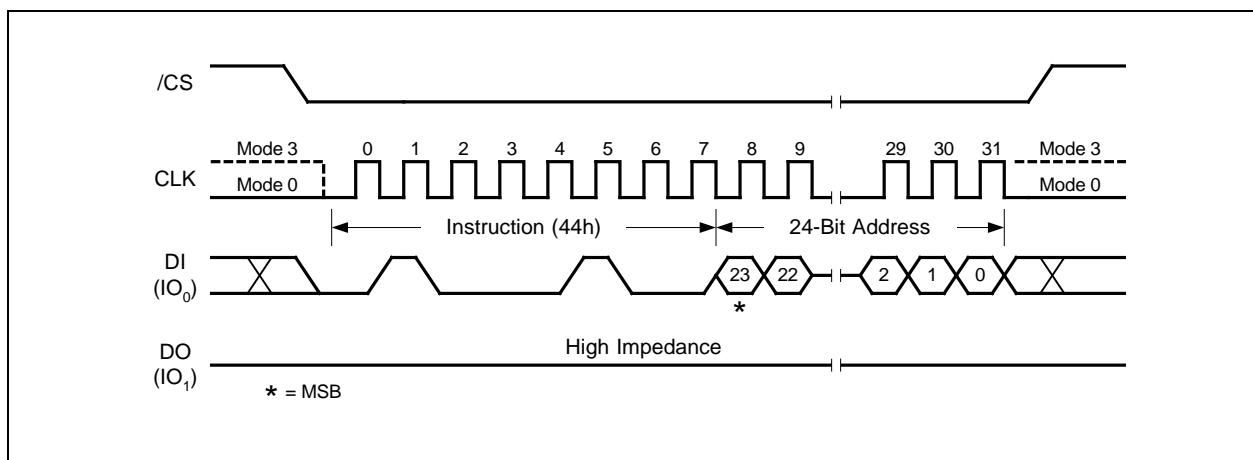 /CS
Mode 3 0 1 2 3 4 5 6 7 8 9 29 30 31 Mode 3
CLK
Mode 0 Mode 0
Instruction (44h) 24-Bit Address
DI
(IO₀)
23 22 2 1 0
*
High Impedance
DO
(IO₁)
* = MSB